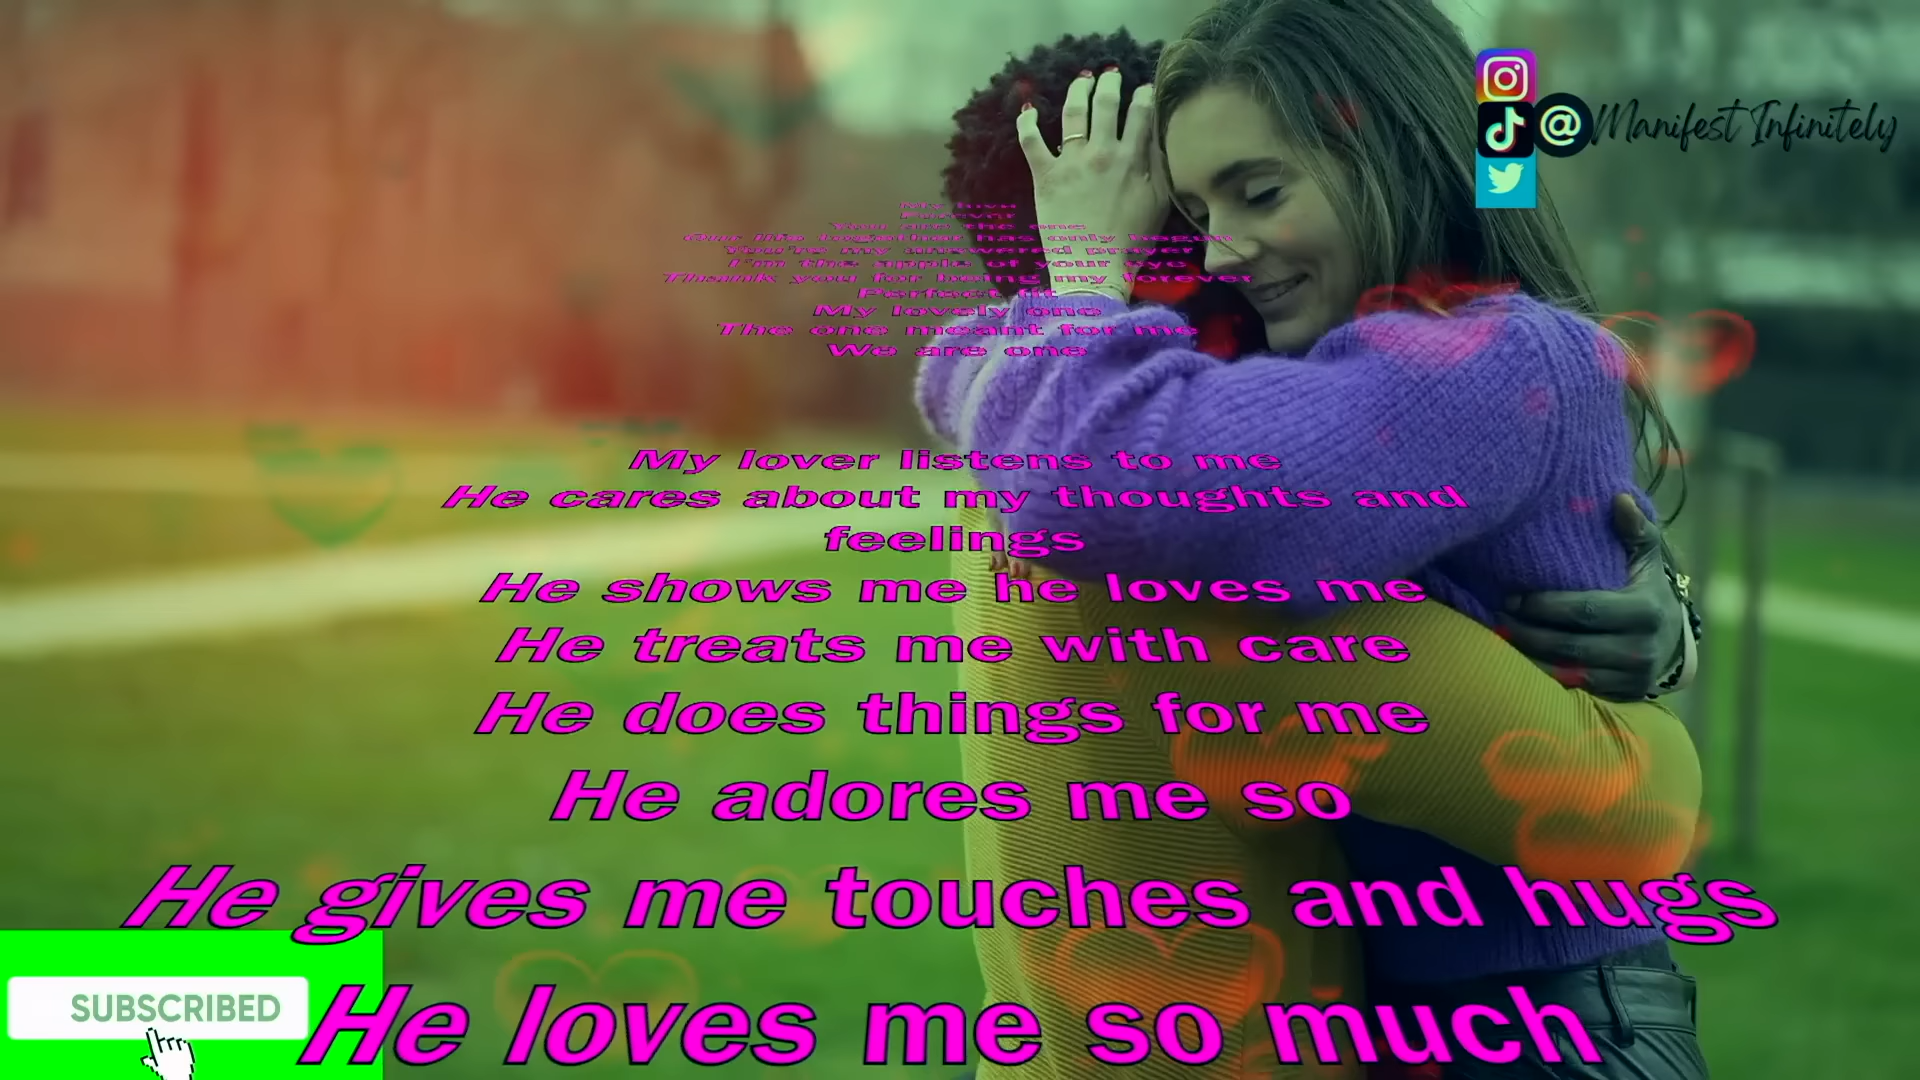 @Manifest Infinitely
My love
Forever
You are the one
Our life together has only begun
You're my answered prayer
I'm the apple of your eye
Thank you for being my forever
Perfect fit
My lovely one
The one meant for me
We are one
My lover listens to me
He cares about my thoughts and
feelings
He shows me he loves me
He treats me with care
He does things for me
He adores me so
He gives me touches and hugs
He loves me so much
SUBSCRIBED